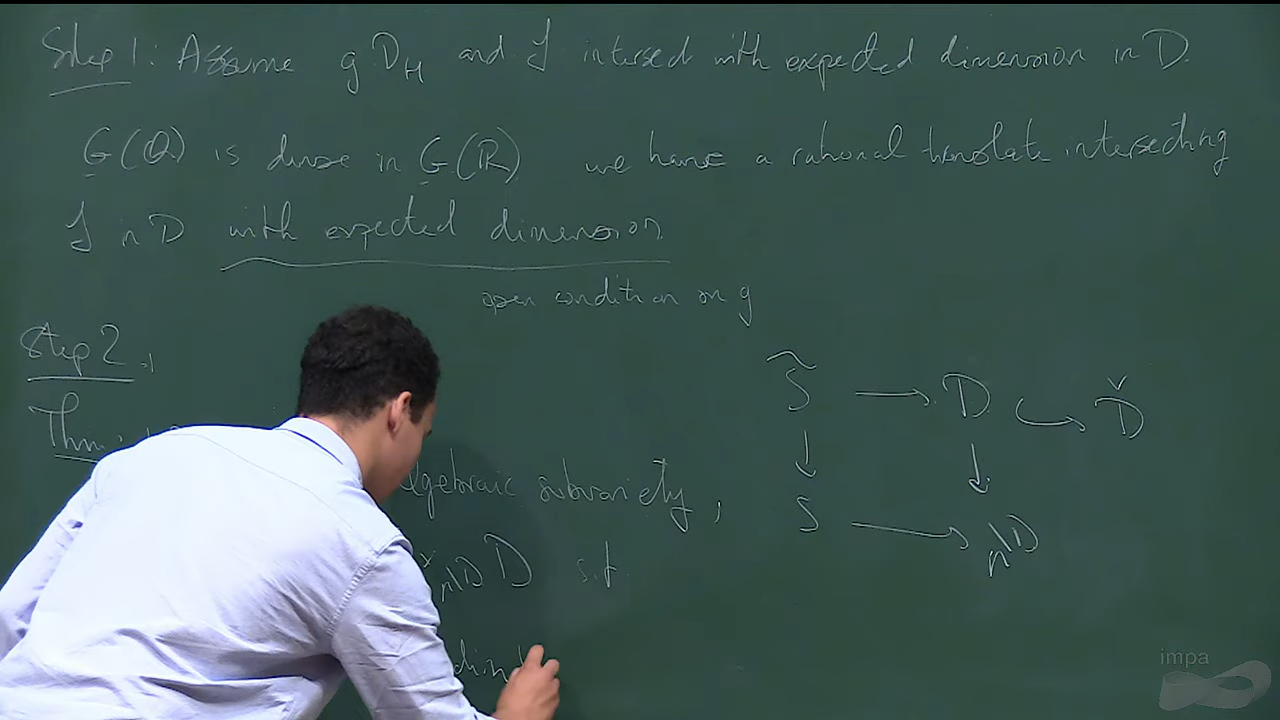 Step 1: Assume g·D_H and Ĩ intersect with expected dimension in D.
G(Q) is dense in G(R) we have a rational translate intersecting
in D with expected dimension.
open condition on g
Step 2:
Thm:
algebraic subvariety,
× Γ\D D s.t.
dim
S̃ → D ↪ Ď
↓ ↓
S → Γ\D
impa